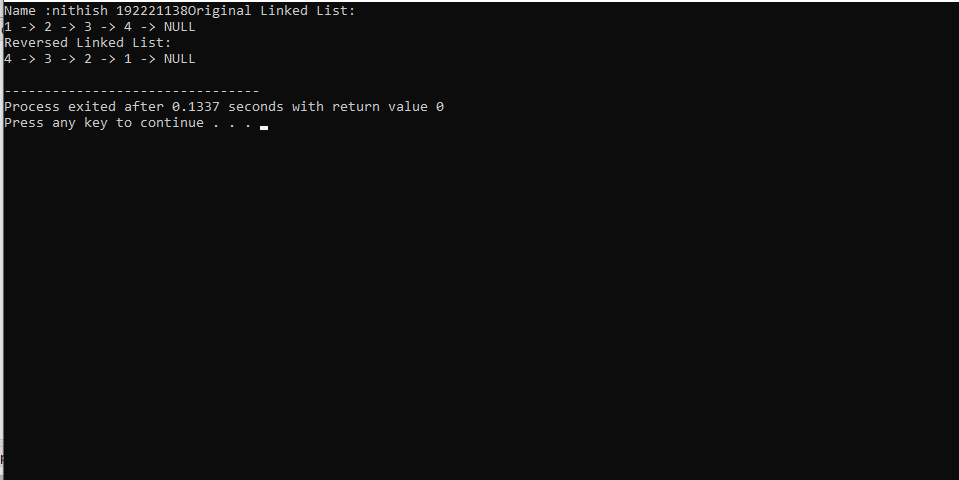 Name :nithish 192221138Original Linked List:
1 -> 2 -> 3 -> 4 -> NULL
Reversed Linked List:
4 -> 3 -> 2 -> 1 -> NULL
--------------------------------
Process exited after 0.1337 seconds with return value 0
Press any key to continue . . .